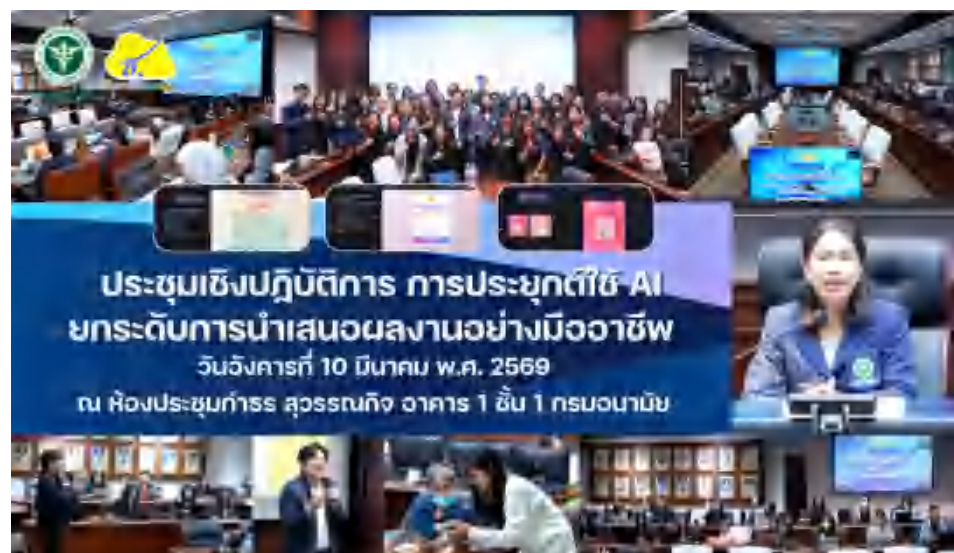 ประชุมเชิงปฏิบัติการ การประยุกต์ใช้ AI
ยกระดับการนำเสนอผลงานอย่างมืออาชีพ
วันอังคารที่ 10 มีนาคม พ.ศ. 2569
ณ ห้องประชุมกำธร สุวรรณกิจ อาคาร 1 ชั้น 1 กรมอนามัย